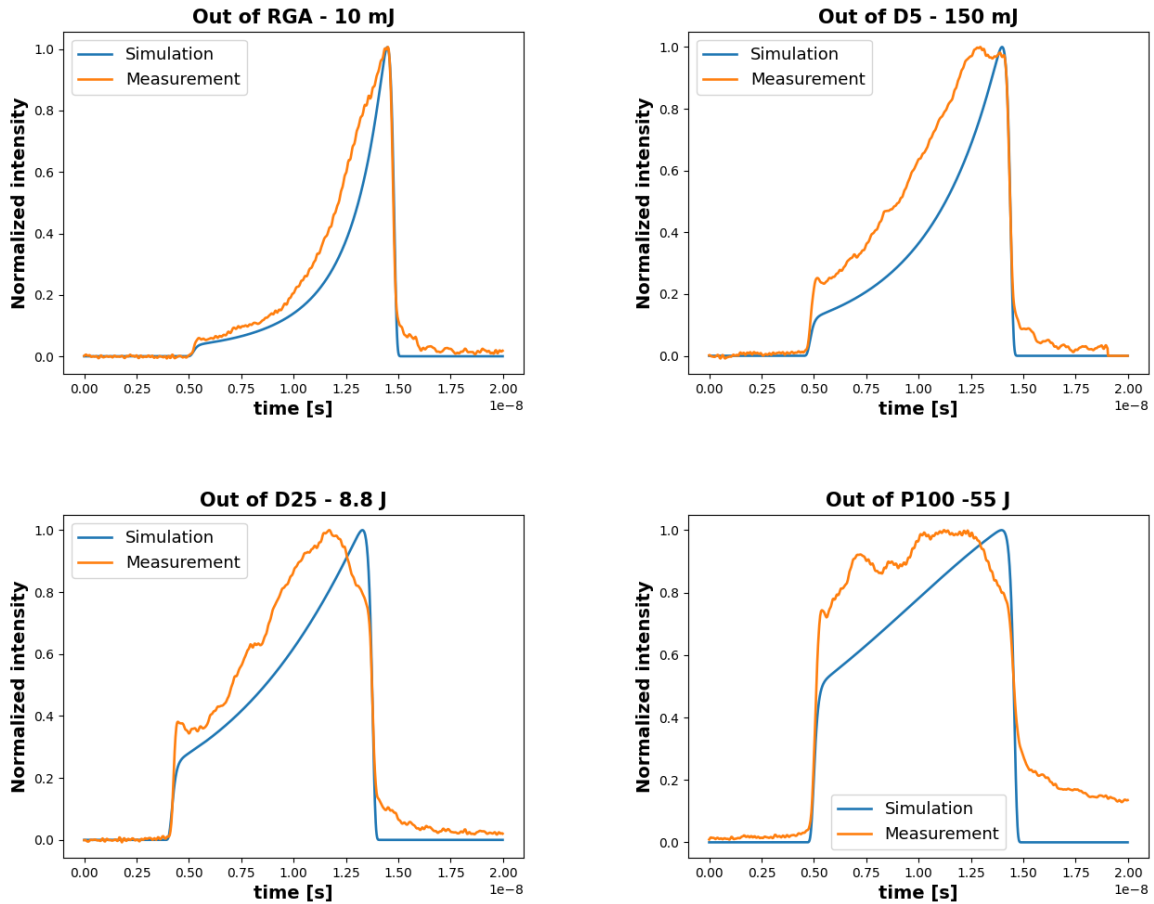 Out of RGA - 10 mJ
Simulation
Measurement
Normalized intensity
1.0
0.8
0.6
0.4
0.2
0.0
0.00 0.25 0.50 0.75 1.00 1.25 1.50 1.75 2.00
1e-8
time [s]
Out of D5 - 150 mJ
Simulation
Measurement
Normalized intensity
1.0
0.8
0.6
0.4
0.2
0.0
0.00 0.25 0.50 0.75 1.00 1.25 1.50 1.75 2.00
1e-8
time [s]
Out of D25 - 8.8 J
Simulation
Measurement
Normalized intensity
1.0
0.8
0.6
0.4
0.2
0.0
0.00 0.25 0.50 0.75 1.00 1.25 1.50 1.75 2.00
1e-8
time [s]
Out of P100 -55 J
Normalized intensity
1.0
0.8
0.6
0.4
0.2
0.0
Simulation
Measurement
0.00 0.25 0.50 0.75 1.00 1.25 1.50 1.75 2.00
1e-8
time [s]